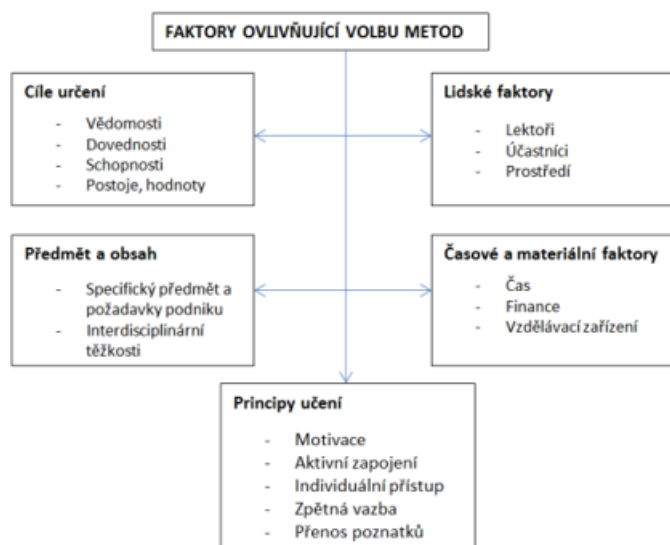 FAKTORY OVLIVŇUJÍCÍ VOLBU METOD
Cíle určení
- Vědomosti
- Dovednosti
- Schopnosti
- Postoje, hodnoty
Lidské faktory
- Lektoři
- Účastníci
- Prostředí
Předmět a obsah
- Specifický předmět a
požadavky podniku
- Interdisciplinární
těžkosti
Časové a materiální faktory
- Čas
- Finance
- Vzdělávací zařízení
Principy učení
- Motivace
- Aktivní zapojení
- Individuální přístup
- Zpětná vazba
- Přenos poznatků